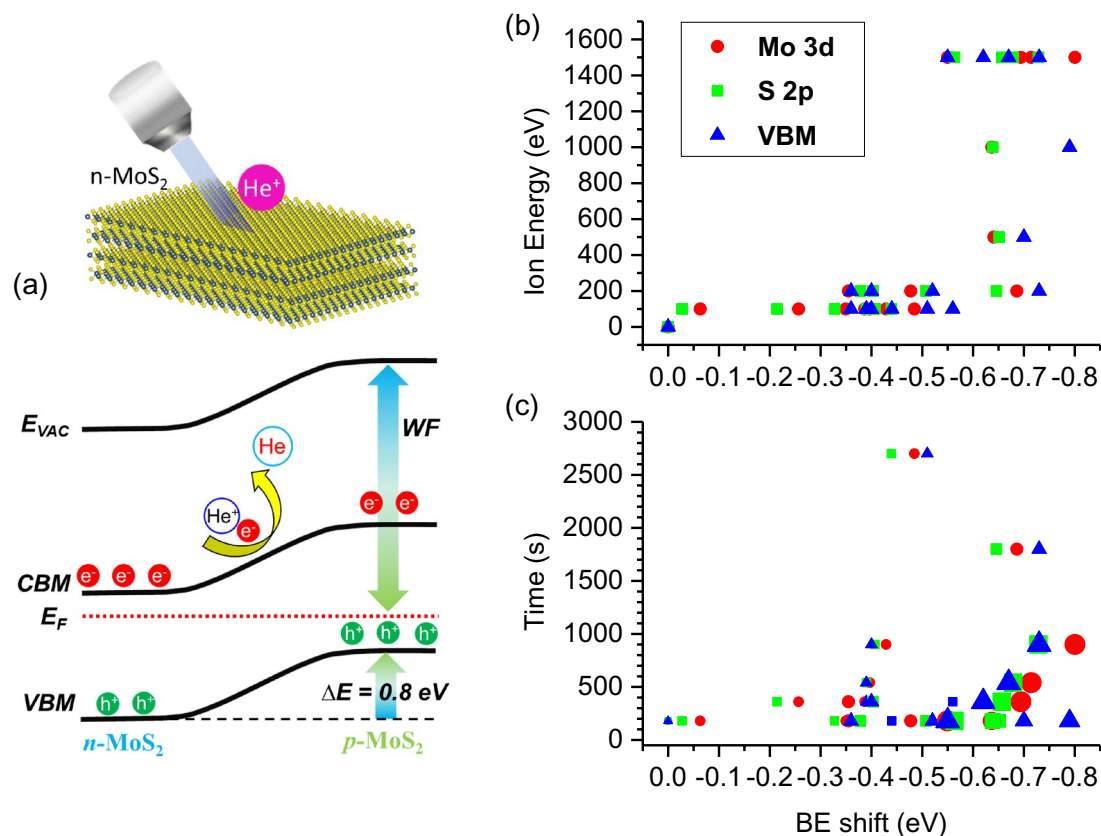 (a)
n-MoS₂
He⁺
E_VAC
WF
He
He⁺
e⁻
e⁻ e⁻
CBM
e⁻ e⁻ e⁻
E_F
h⁺ h⁺ h⁺
VBM
h⁺ h⁺
ΔE = 0.8 eV
n-MoS₂
p-MoS₂
(b)
Mo 3d
S 2p
VBM
Ion Energy (eV)
1600
1400
1200
1000
800
600
400
200
0
0.0 -0.1 -0.2 -0.3 -0.4 -0.5 -0.6 -0.7 -0.8
(c)
Time (s)
3000
2500
2000
1500
1000
500
0
0.0 -0.1 -0.2 -0.3 -0.4 -0.5 -0.6 -0.7 -0.8
BE shift (eV)